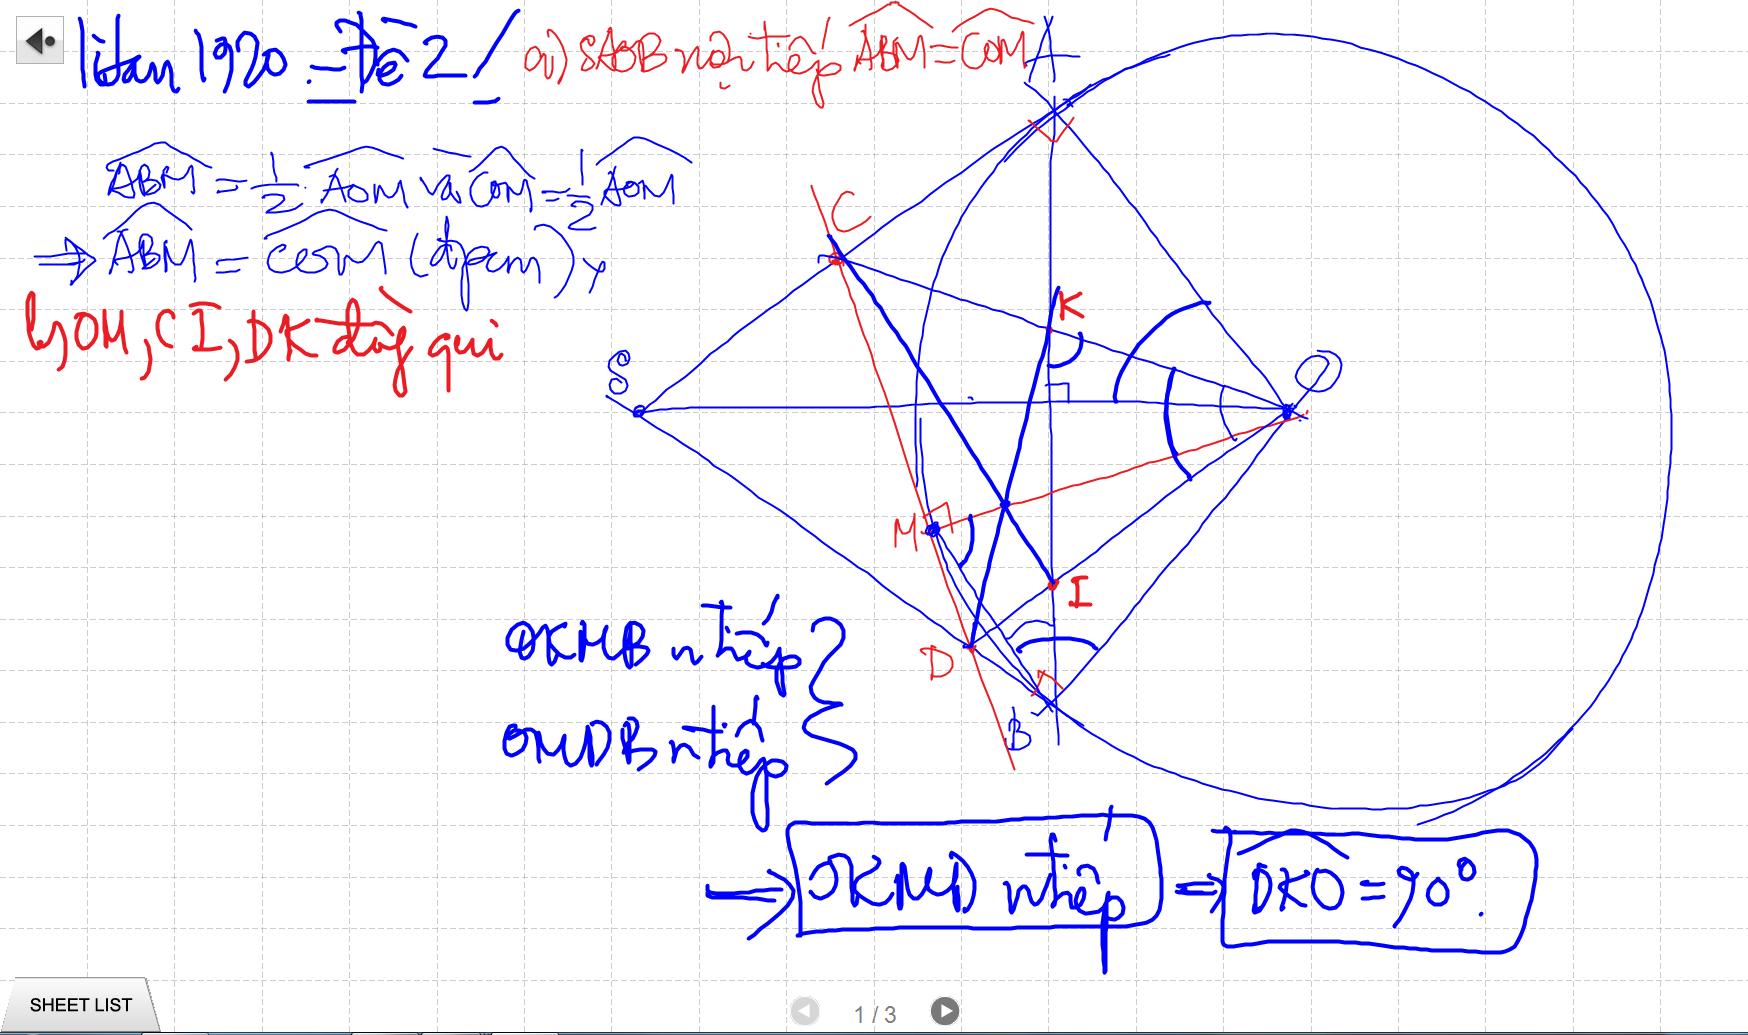 litan 1920 :- Đề 2 /
a) SAOB nội tiếp ABM = COM
ABM = 1/2 . AOM và COM = 1/2 AOM
⇒ ABM = COM (đpcm)
b, OM, CI, DK đồng qui
A
C
K
S
O
M
I
D
B
OKMB n tiếp
OMDB n tiếp
⇒ OKMD n tiếp ⇒ DKO = 90°.
SHEET LIST
1 / 3